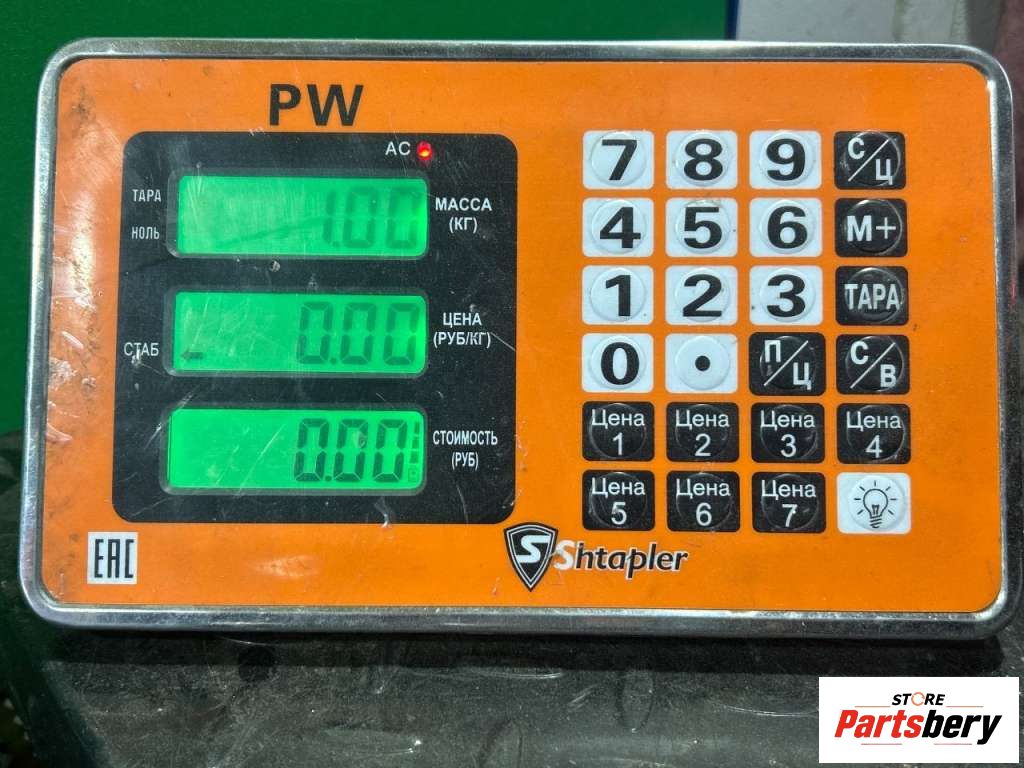 PW
AC
ТАРА
НОЛЬ
1.00
МАССА
(КГ)
СТАБ
0.00
ЦЕНА
(РУБ/КГ)
0.00
СТОИМОСТЬ
(РУБ)
7 8 9 С/Ц
4 5 6 М+
1 2 3 ТАРА
0 • П/Ц С/В
Цена 1 Цена 2 Цена 3 Цена 4
Цена 5 Цена 6 Цена 7
EAC
S Shtapler
STORE
Partsbery